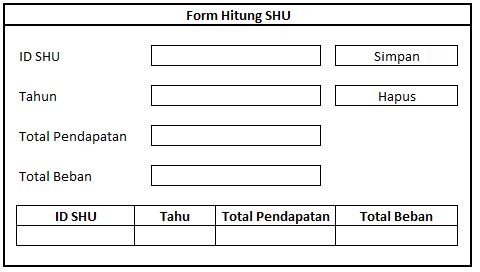 Form Hitung SHU
ID SHU Simpan
Tahun Hapus
Total Pendapatan
Total Beban
ID SHU Tahu Total Pendapatan Total Beban